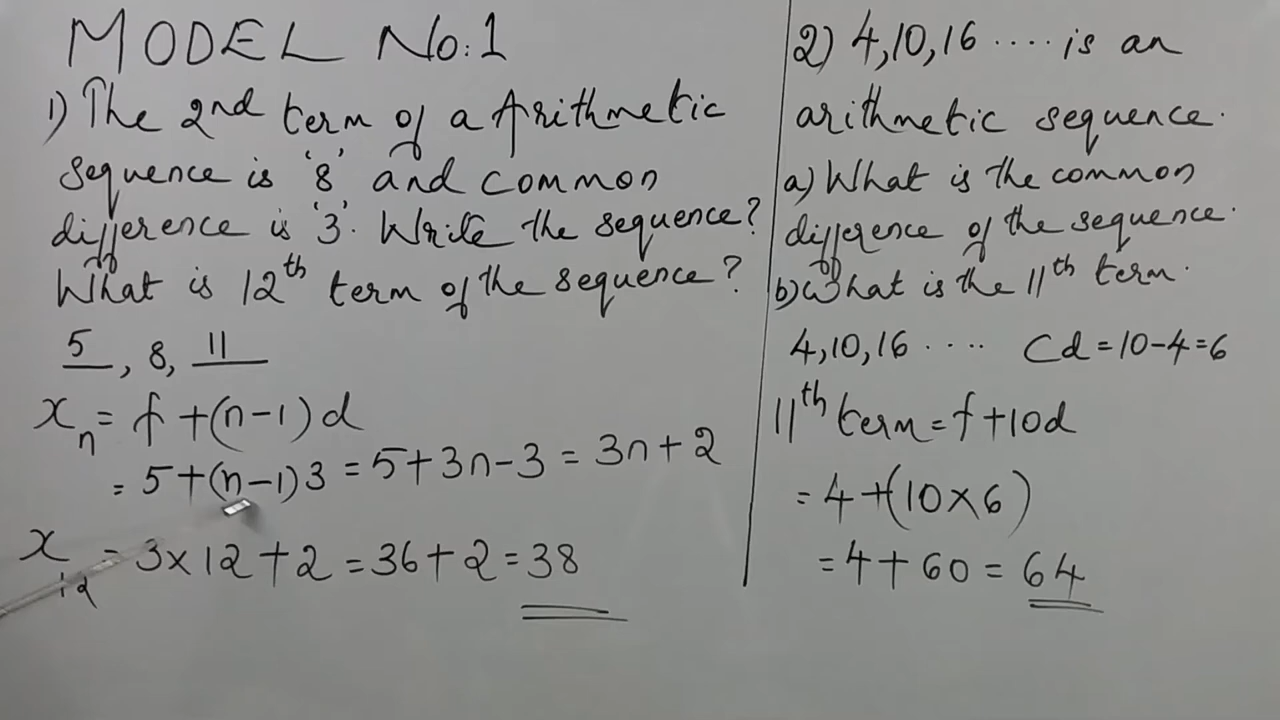 MODEL No:1
1) The 2nd term of a Arithmetic
sequence is '8' and common
difference is '3'. Write the sequence?
What is 12th term of the sequence?
5, 8, 11
xn = f + (n-1)d
= 5+(n-1)3 = 5+3n-3 = 3n+2
x12 = 3×12+2 = 36+2 = 38
2) 4,10,16 .... is an
arithmetic sequence.
a) What is the common
difference of the sequence.
b) What is the 11th term.
4,10,16 .... Cd = 10-4=6
11th term = f+10d
= 4+(10×6)
= 4+60 = 64